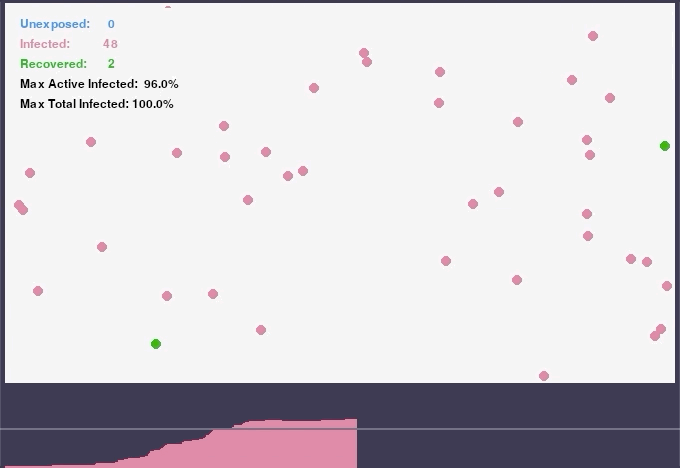 Unexposed: 0
Infected: 48
Recovered: 2
Max Active Infected: 96.0%
Max Total Infected: 100.0%